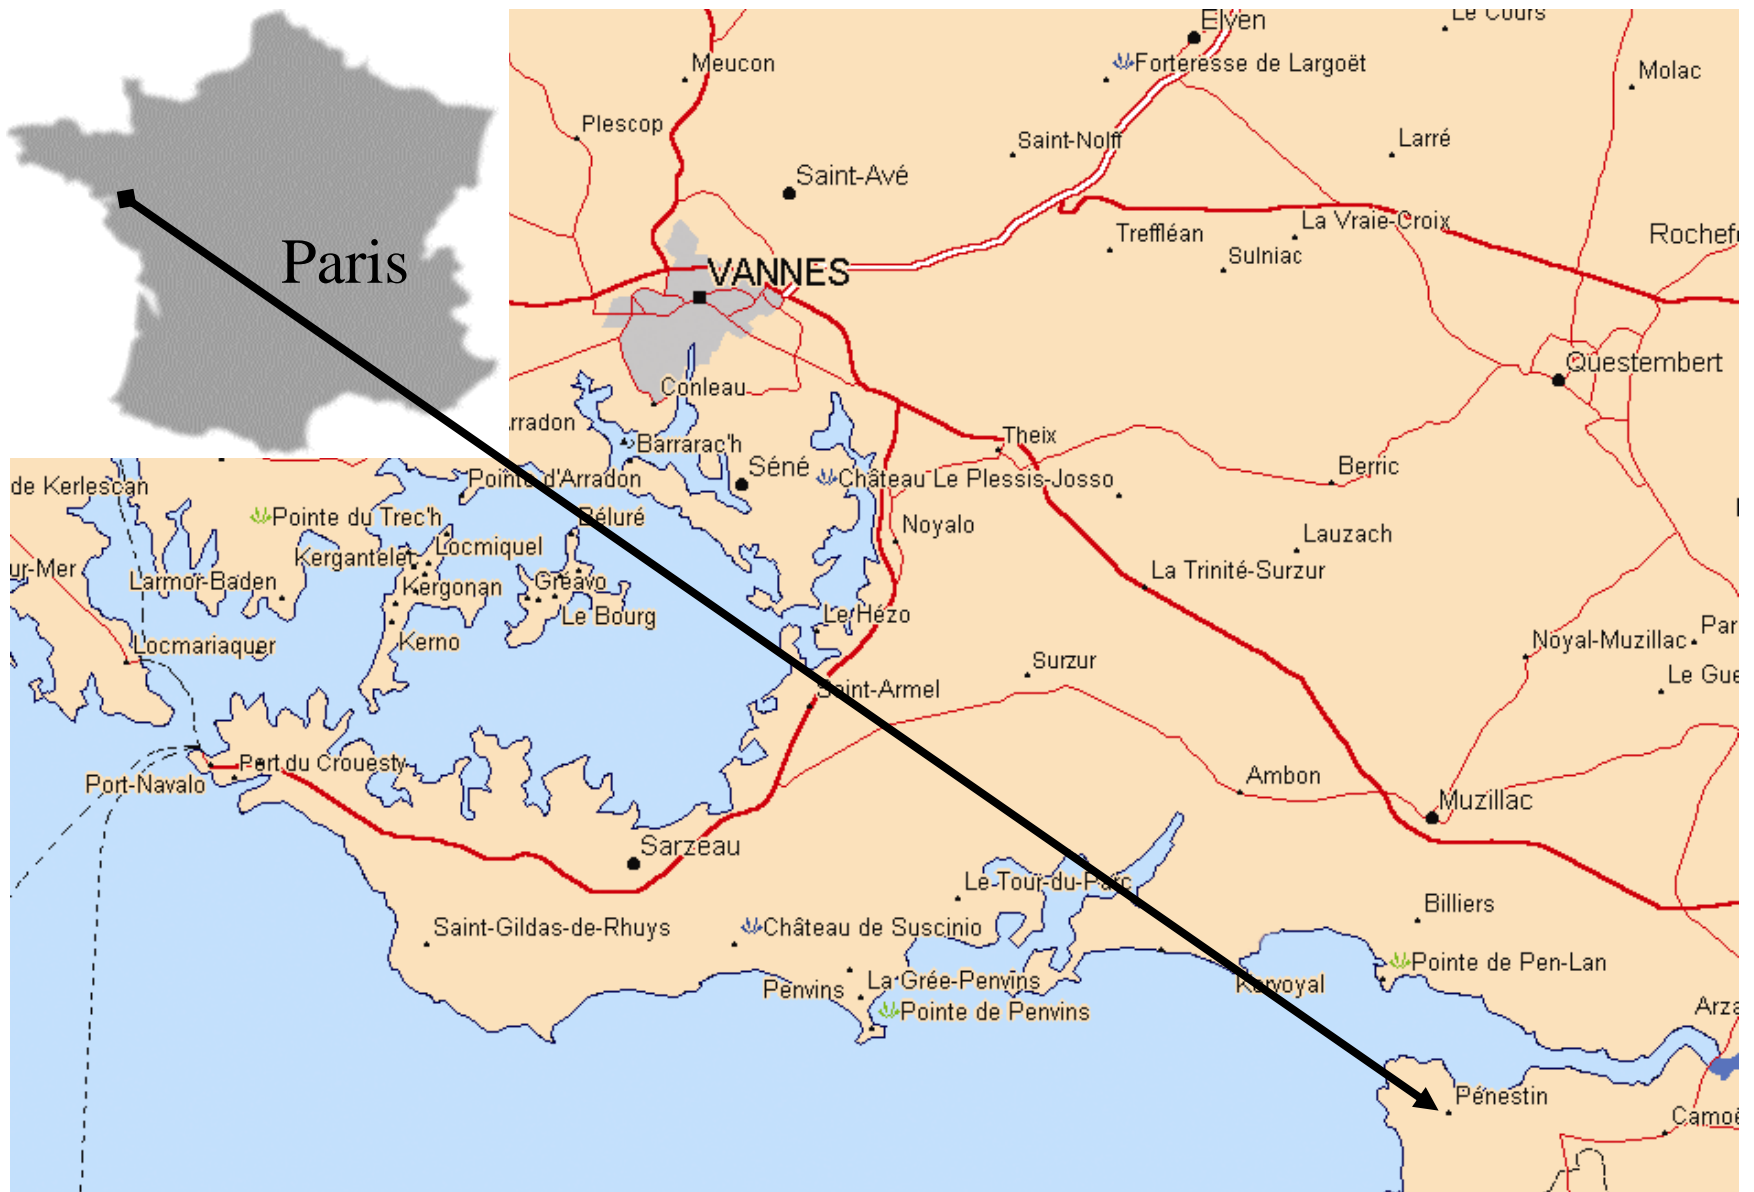 Elven
Le Cours
Meucon
Forteresse de Largoët
Molac
Plescop
Saint-Nolff
Larré
Saint-Avé
Treffléan
La Vraie-Croix
Sulniac
Paris
VANNES
Questembert
Conleau
Barrarac'h
Theix
Séné
Berric
de Kerlescan
Pointe d'Arradon
Château Le Plessis-Josso
Pointe du Trec'h
Béluré
Noyalo
Lauzach
Kergantelet
Locmiquel
ur-Mer
Larmor-Baden
Kergonan
Gréavo
La Trinité-Surzur
Le Bourg
Le Hézo
Locmariaquer
Kerno
Surzur
Noyal-Muzillac
Par
Le Gue
Saint-Armel
Port du Crouesty
Port-Navalo
Ambon
Muzillac
Sarzeau
Le Tour-du-Parc
Billiers
Saint-Gildas-de-Rhuys
Château de Suscinio
Pointe de Pen-Lan
Penvins
La Grée-Penvins
Kervoyal
Pointe de Penvins
Arza
Pénestin
Camoë